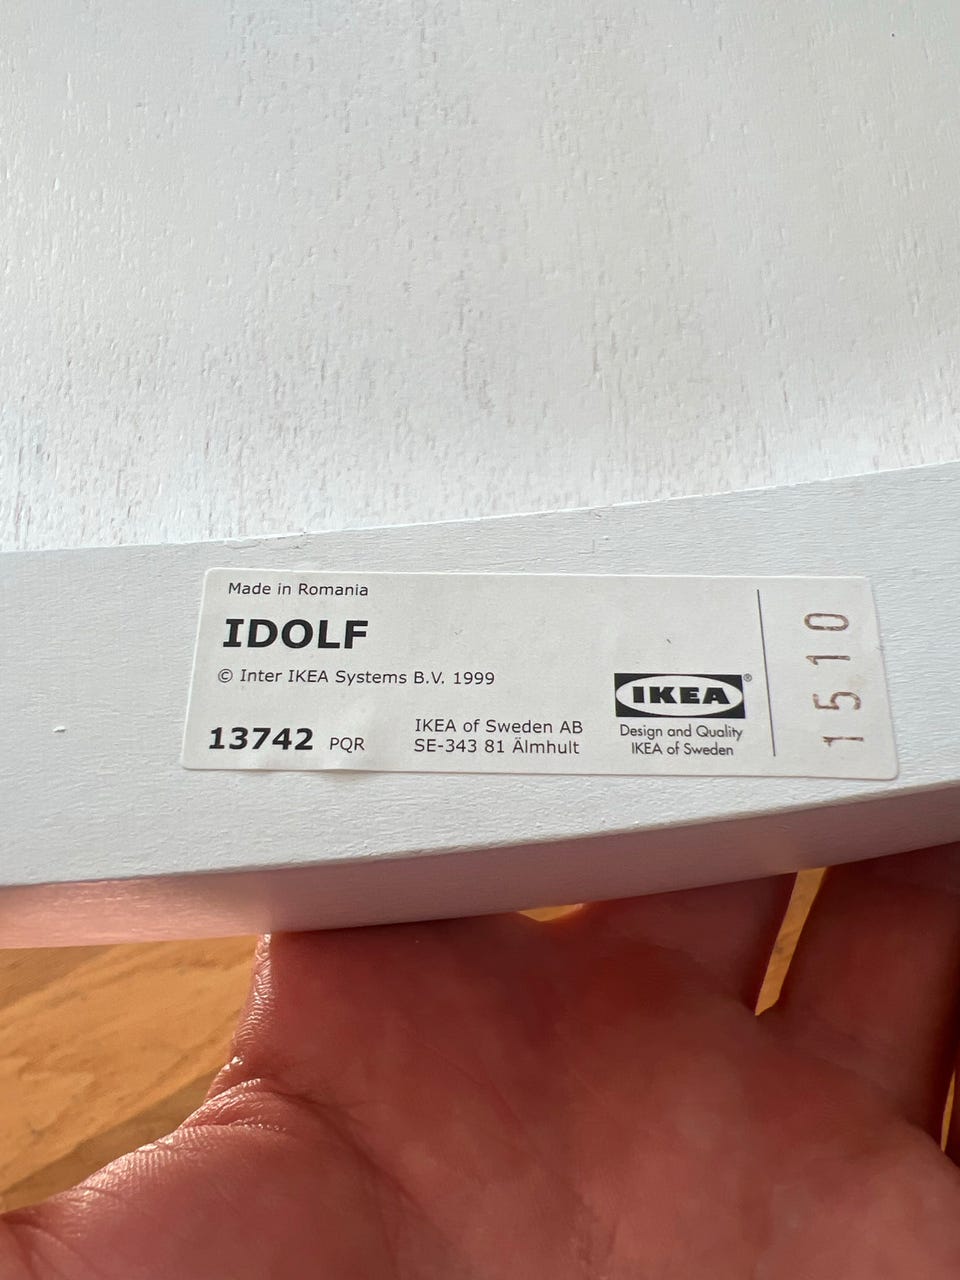 Made in Romania
IDOLF
© Inter IKEA Systems B.V. 1999
13742 PQR
IKEA of Sweden AB
SE-343 81 Älmhult
IKEA®
Design and Quality
IKEA of Sweden
1510